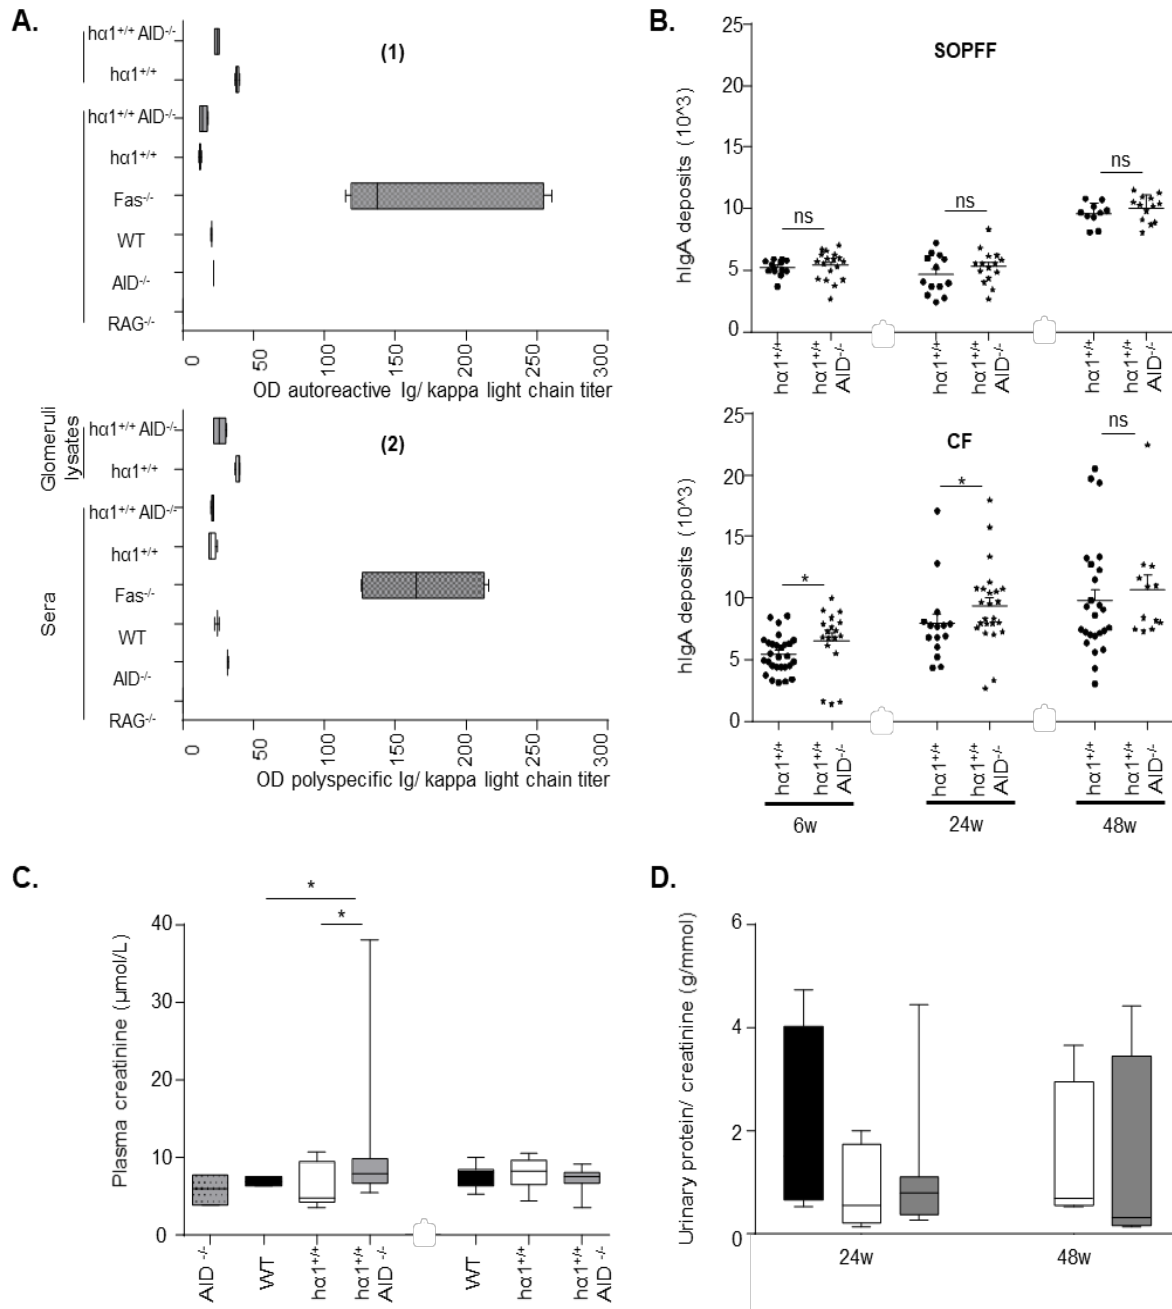 A.
(1)
hα1+/+ AID-/-
hα1+/+
hα1+/+ AID-/-
hα1+/+
Fas-/-
WT
AID-/-
RAG-/-
0 50 100 150 200 250 300
OD autoreactive Ig/ kappa light chain titer
(2)
Glomeruli
lysates
Sera
hα1+/+ AID-/-
hα1+/+
hα1+/+ AID-/-
hα1+/+
Fas-/-
WT
AID-/-
RAG-/-
0 50 100 150 200 250 300
OD polyspecific Ig/ kappa light chain titer
B.
SOPFF
hIgA deposits (10^3)
25
20
15
10
5
0
ns ns ns
hα1+/+ hα1+/+ hα1+/+ hα1+/+ hα1+/+ hα1+/+
AID-/- AID-/- AID-/-
CF
hIgA deposits (10^3)
25
20
15
10
5
0
* * ns
hα1+/+ hα1+/+ hα1+/+ hα1+/+ hα1+/+ hα1+/+
AID-/- AID-/- AID-/-
6w 24w 48w
C.
Plasma creatinine (µmol/L)
40
30
20
10
0
*
*
AID -/- WT hα1+/+ hα1+/+ WT hα1+/+ hα1+/+
AID -/- AID -/-
D.
Urinary protein/ creatinine (g/mmol)
6
4
2
0
24w 48w